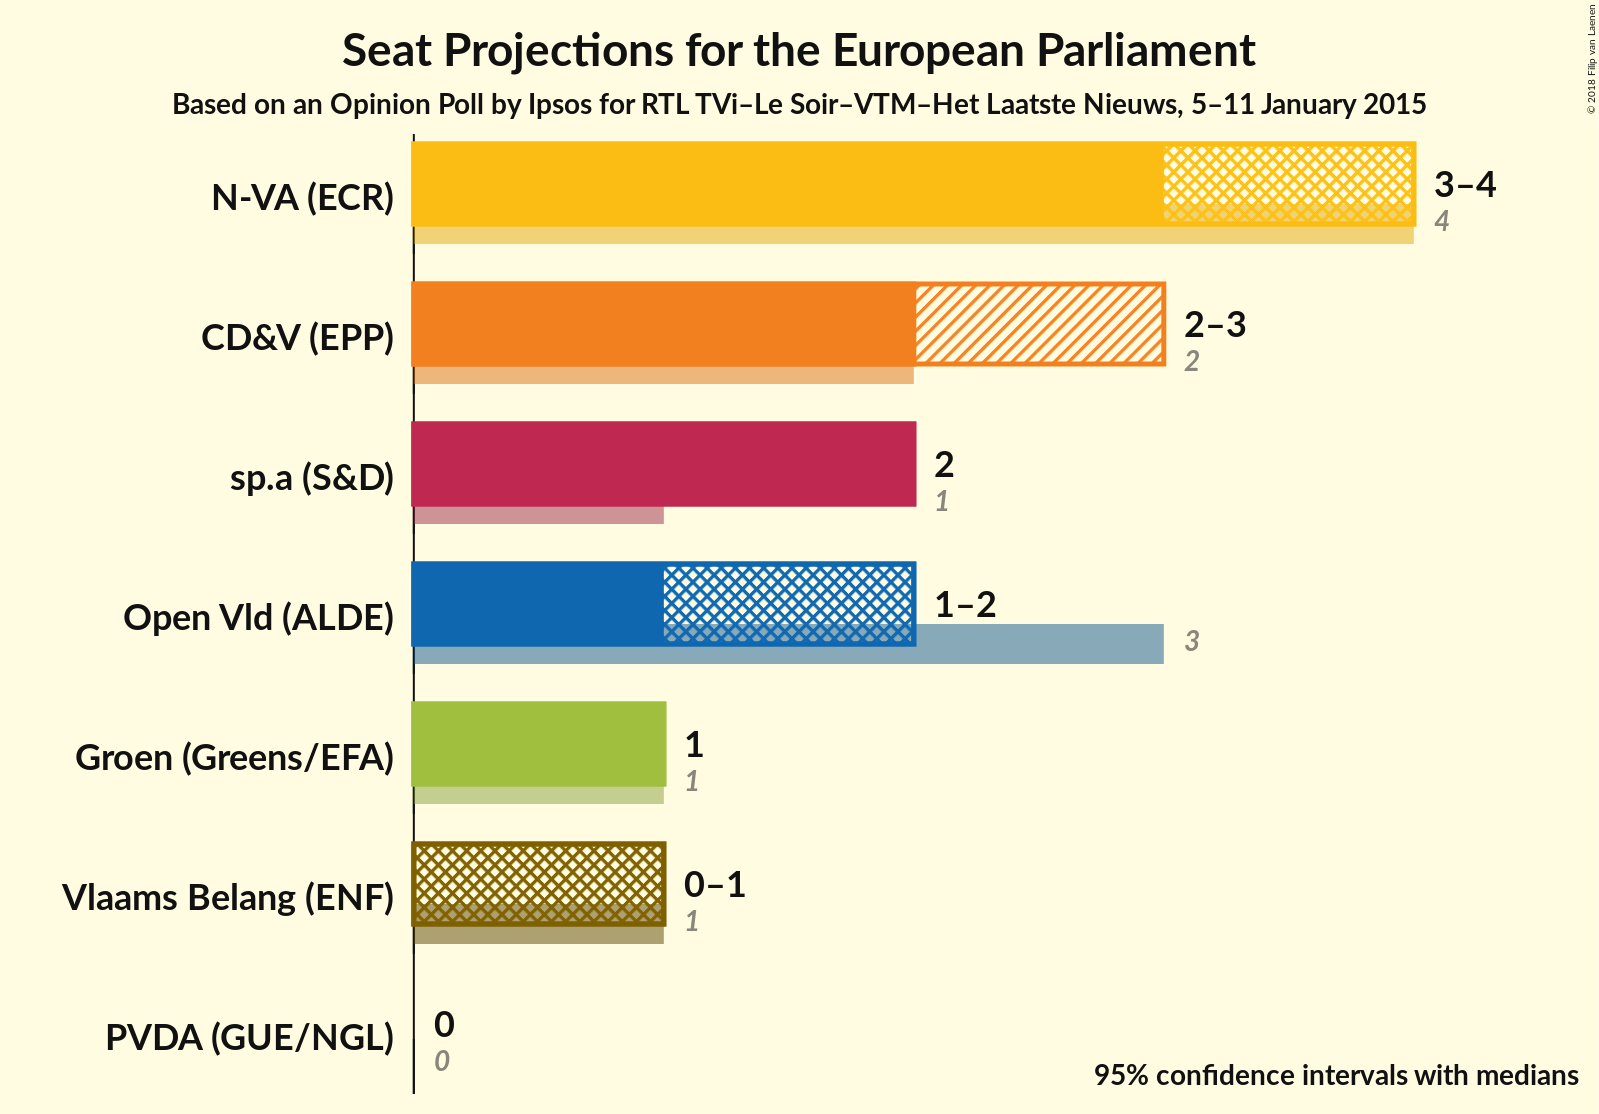 Seat Projections for the European Parliament
Based on an Opinion Poll by Ipsos for RTL TVi–Le Soir–VTM–Het Laatste Nieuws, 5–11 January 2015
© 2018 Filip van Laenen
N-VA (ECR)
3–4
4
CD&V (EPP)
2–3
2
sp.a (S&D)
2
1
Open Vld (ALDE)
1–2
3
Groen (Greens/EFA)
1
1
Vlaams Belang (ENF)
0–1
1
PVDA (GUE/NGL)
0
0
95% confidence intervals with medians